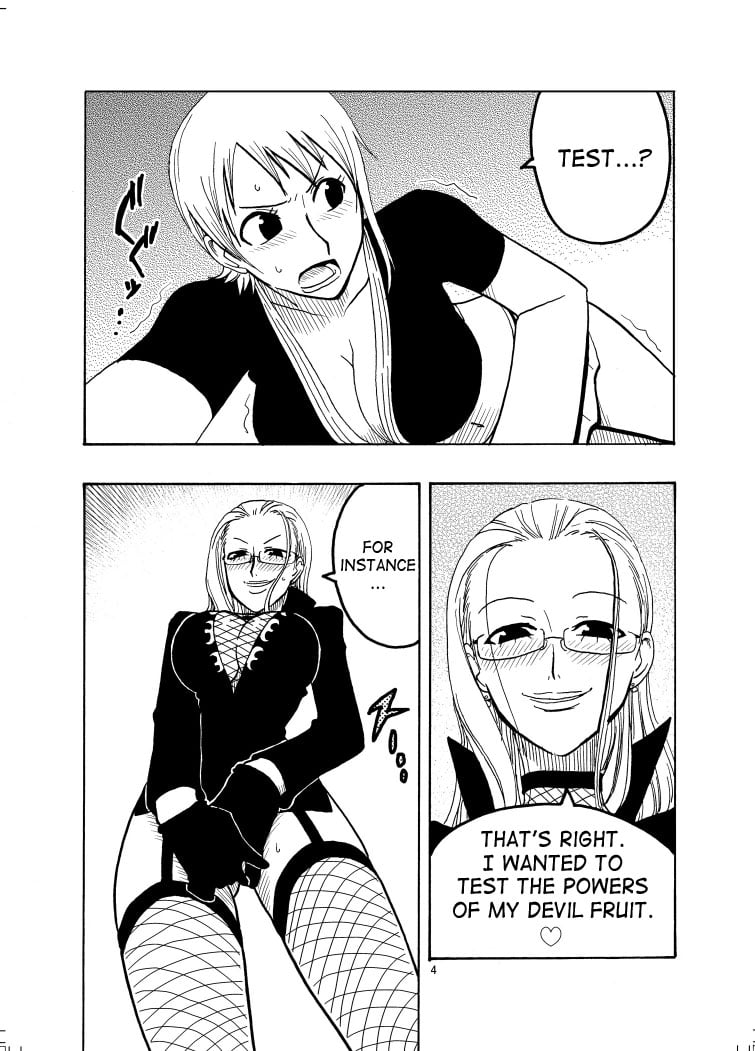 TEST...?
THAT'S RIGHT.
I WANTED TO
TEST THE POWERS
OF MY DEVIL FRUIT.
♡
FOR
INSTANCE
...
4